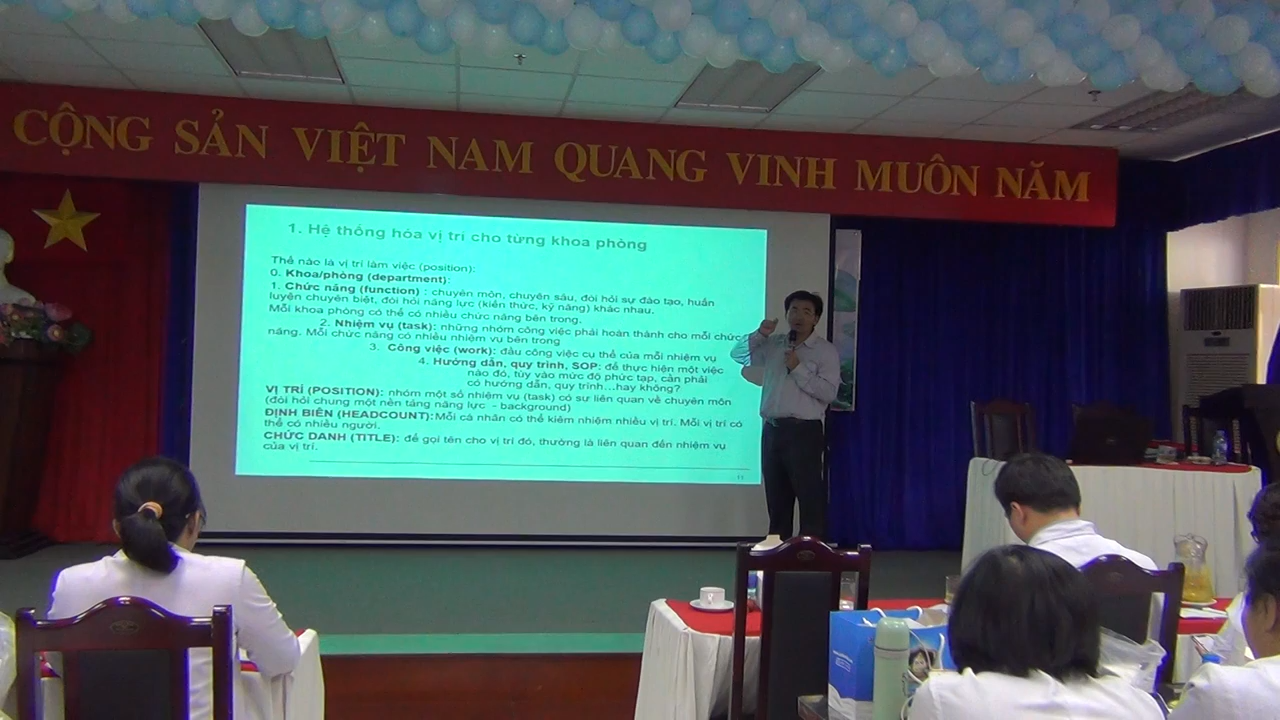 CỘNG SẢN VIỆT NAM QUANG VINH MUÔN NĂM
1. Hệ thống hóa vị trí cho từng khoa phòng
Thế nào là vị trí làm việc (position):
0. Khoa/phòng (department):
1. Chức năng (function) : chuyên môn, chuyên sâu, đòi hỏi sự đào tạo, huấn
luyện chuyên biệt, đòi hỏi năng lực (kiến thức, kỹ năng) khác nhau.
Mỗi khoa phòng có thể có nhiều chức năng bên trong.
2. Nhiệm vụ (task): những nhóm công việc phải hoàn thành cho mỗi chức
năng. Mỗi chức năng có nhiều nhiệm vụ bên trong
3. Công việc (work): đầu công việc cụ thể của mỗi nhiệm vụ
4. Hướng dẫn, quy trình, SOP: để thực hiện một việc
nào đó, tùy vào mức độ phức tạp, cần phải
có hướng dẫn, quy trình...hay không?
VỊ TRÍ (POSITION): nhóm một số nhiệm vụ (task) có sự liên quan về chuyên môn
(đòi hỏi chung một nền tảng năng lực - background)
ĐỊNH BIÊN (HEADCOUNT): Mỗi cá nhân có thể kiêm nhiệm nhiều vị trí. Mỗi vị trí có
thể có nhiều người.
CHỨC DANH (TITLE): để gọi tên cho vị trí đó, thường là liên quan đến nhiệm vụ
của vị trí.